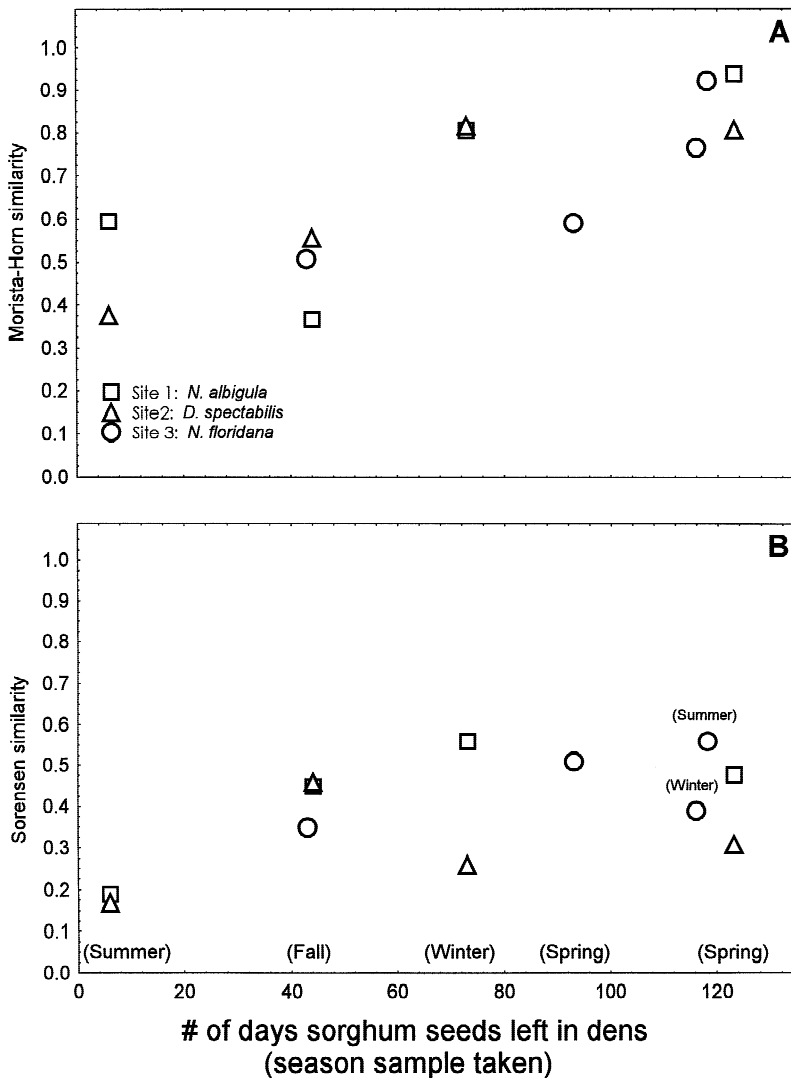 A
1.0
0.9
0.8
0.7
0.6
0.5
0.4
0.3
0.2
0.1
0.0
Morista-Horn similarity
Site 1: N. albigula
Site2: D. spectabilis
Site 3: N. floridana
B
1.0
0.9
0.8
0.7
0.6
0.5
0.4
0.3
0.2
0.1
0.0
Sorensen similarity
(Summer)
(Winter)
(Summer) (Fall) (Winter) (Spring) (Spring)
0 20 40 60 80 100 120
# of days sorghum seeds left in dens
(season sample taken)